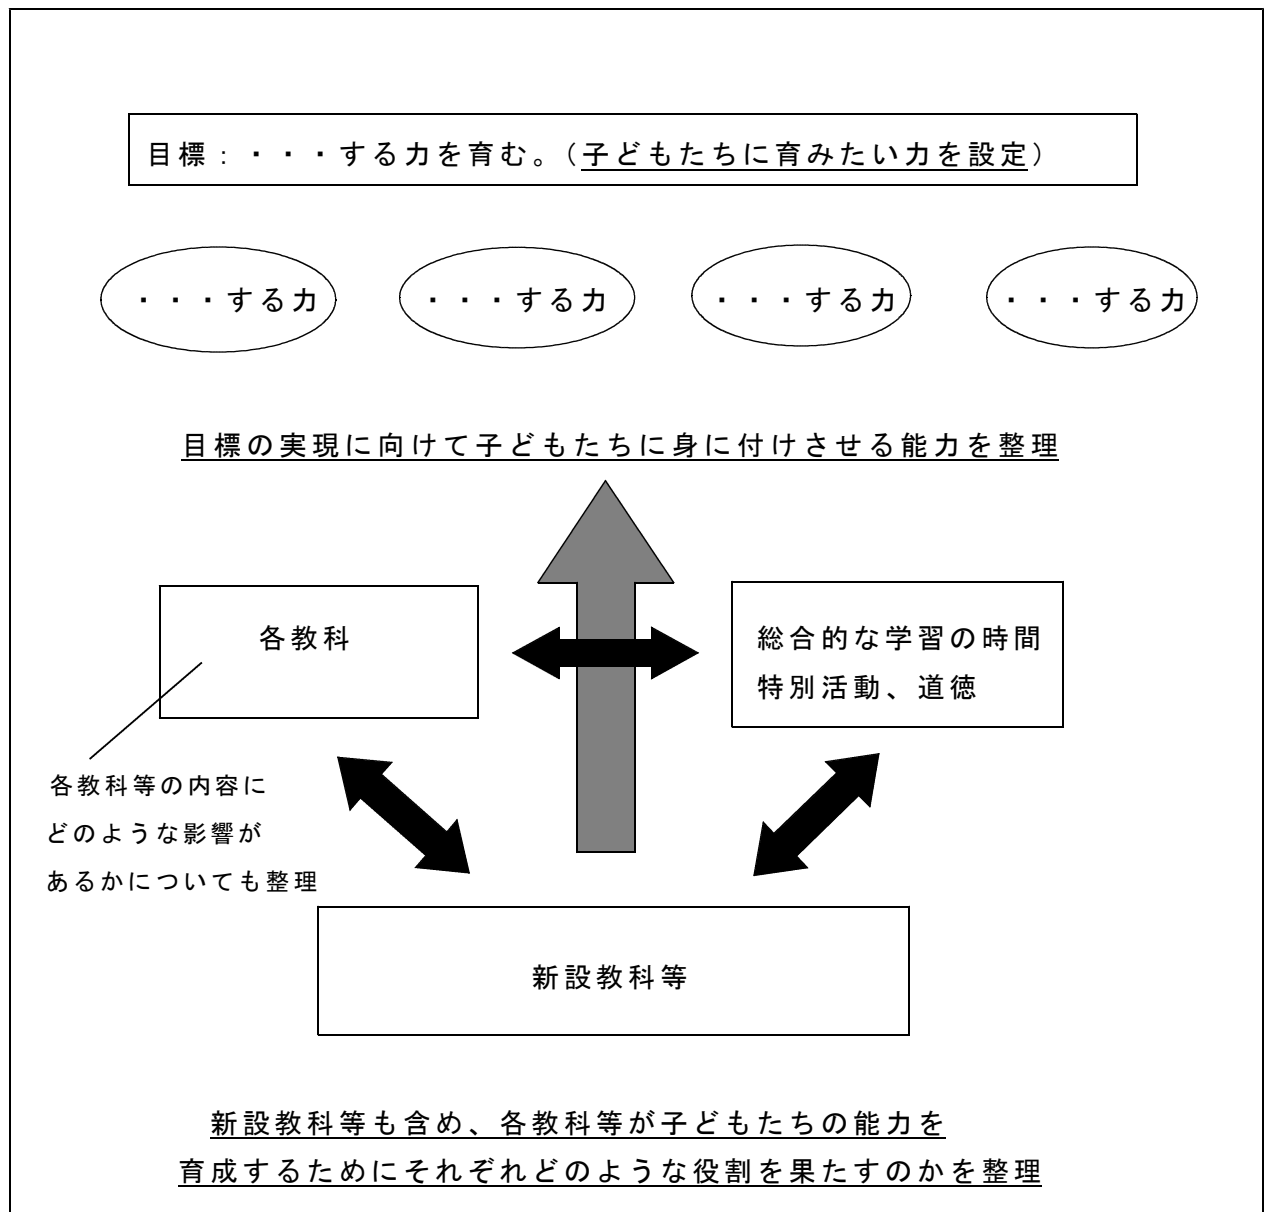 目標：・・・する力を育む。（子どもたちに育みたい力を設定）
・・・する力
・・・する力
・・・する力
・・・する力
目標の実現に向けて子どもたちに身に付けさせる能力を整理
各教科
総合的な学習の時間
特別活動、道徳
各教科等の内容に
どのような影響が
あるかについても整理
新設教科等
新設教科等も含め、各教科等が子どもたちの能力を
育成するためにそれぞれどのような役割を果たすのかを整理